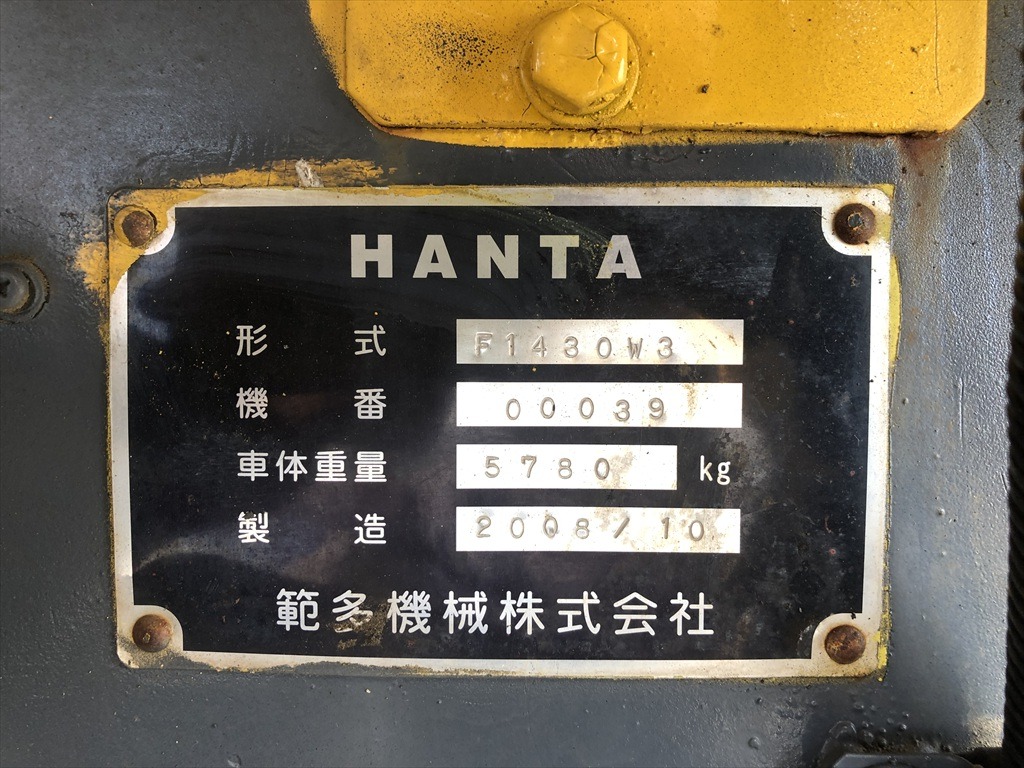 HANTA
形式 F1430W3
機番 00039
車体重量 5780 kg
製造 2008/10
範多機械株式会社